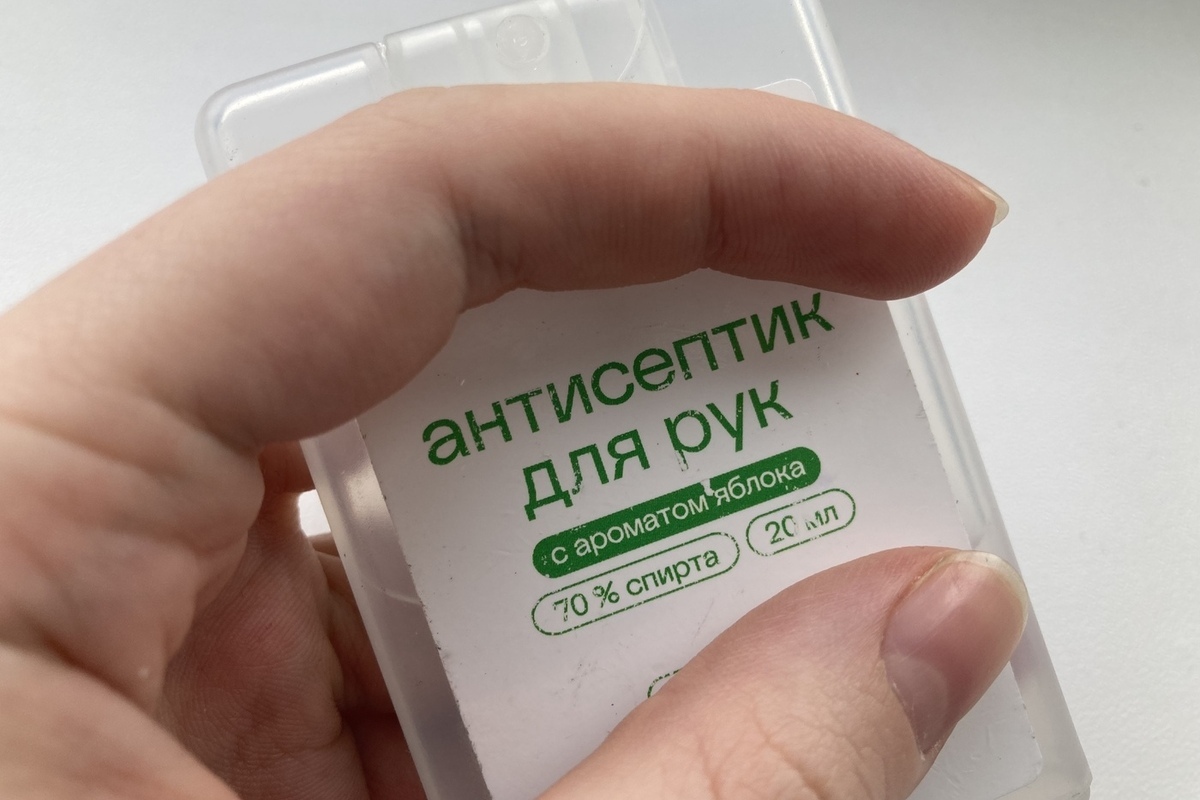 антисептик
для рук
с ароматом яблока
70 % спирта 20 мл